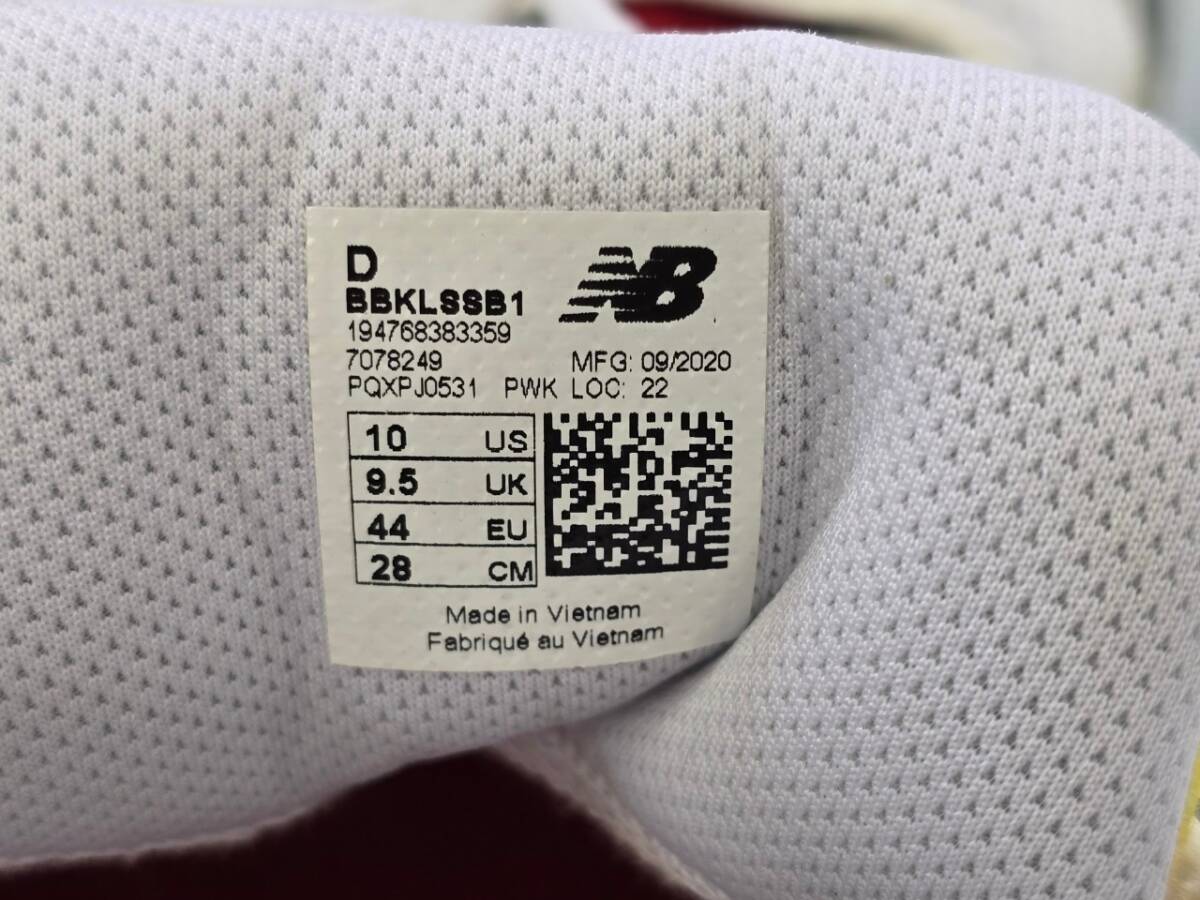 D
NB
BBKLSSB1
194768383359
7078249 MFG: 09/2020
PQXPJ0531 PWK LOC: 22
10 US
9.5 UK
44 EU
28 CM
Made in Vietnam
Fabriqué au Vietnam